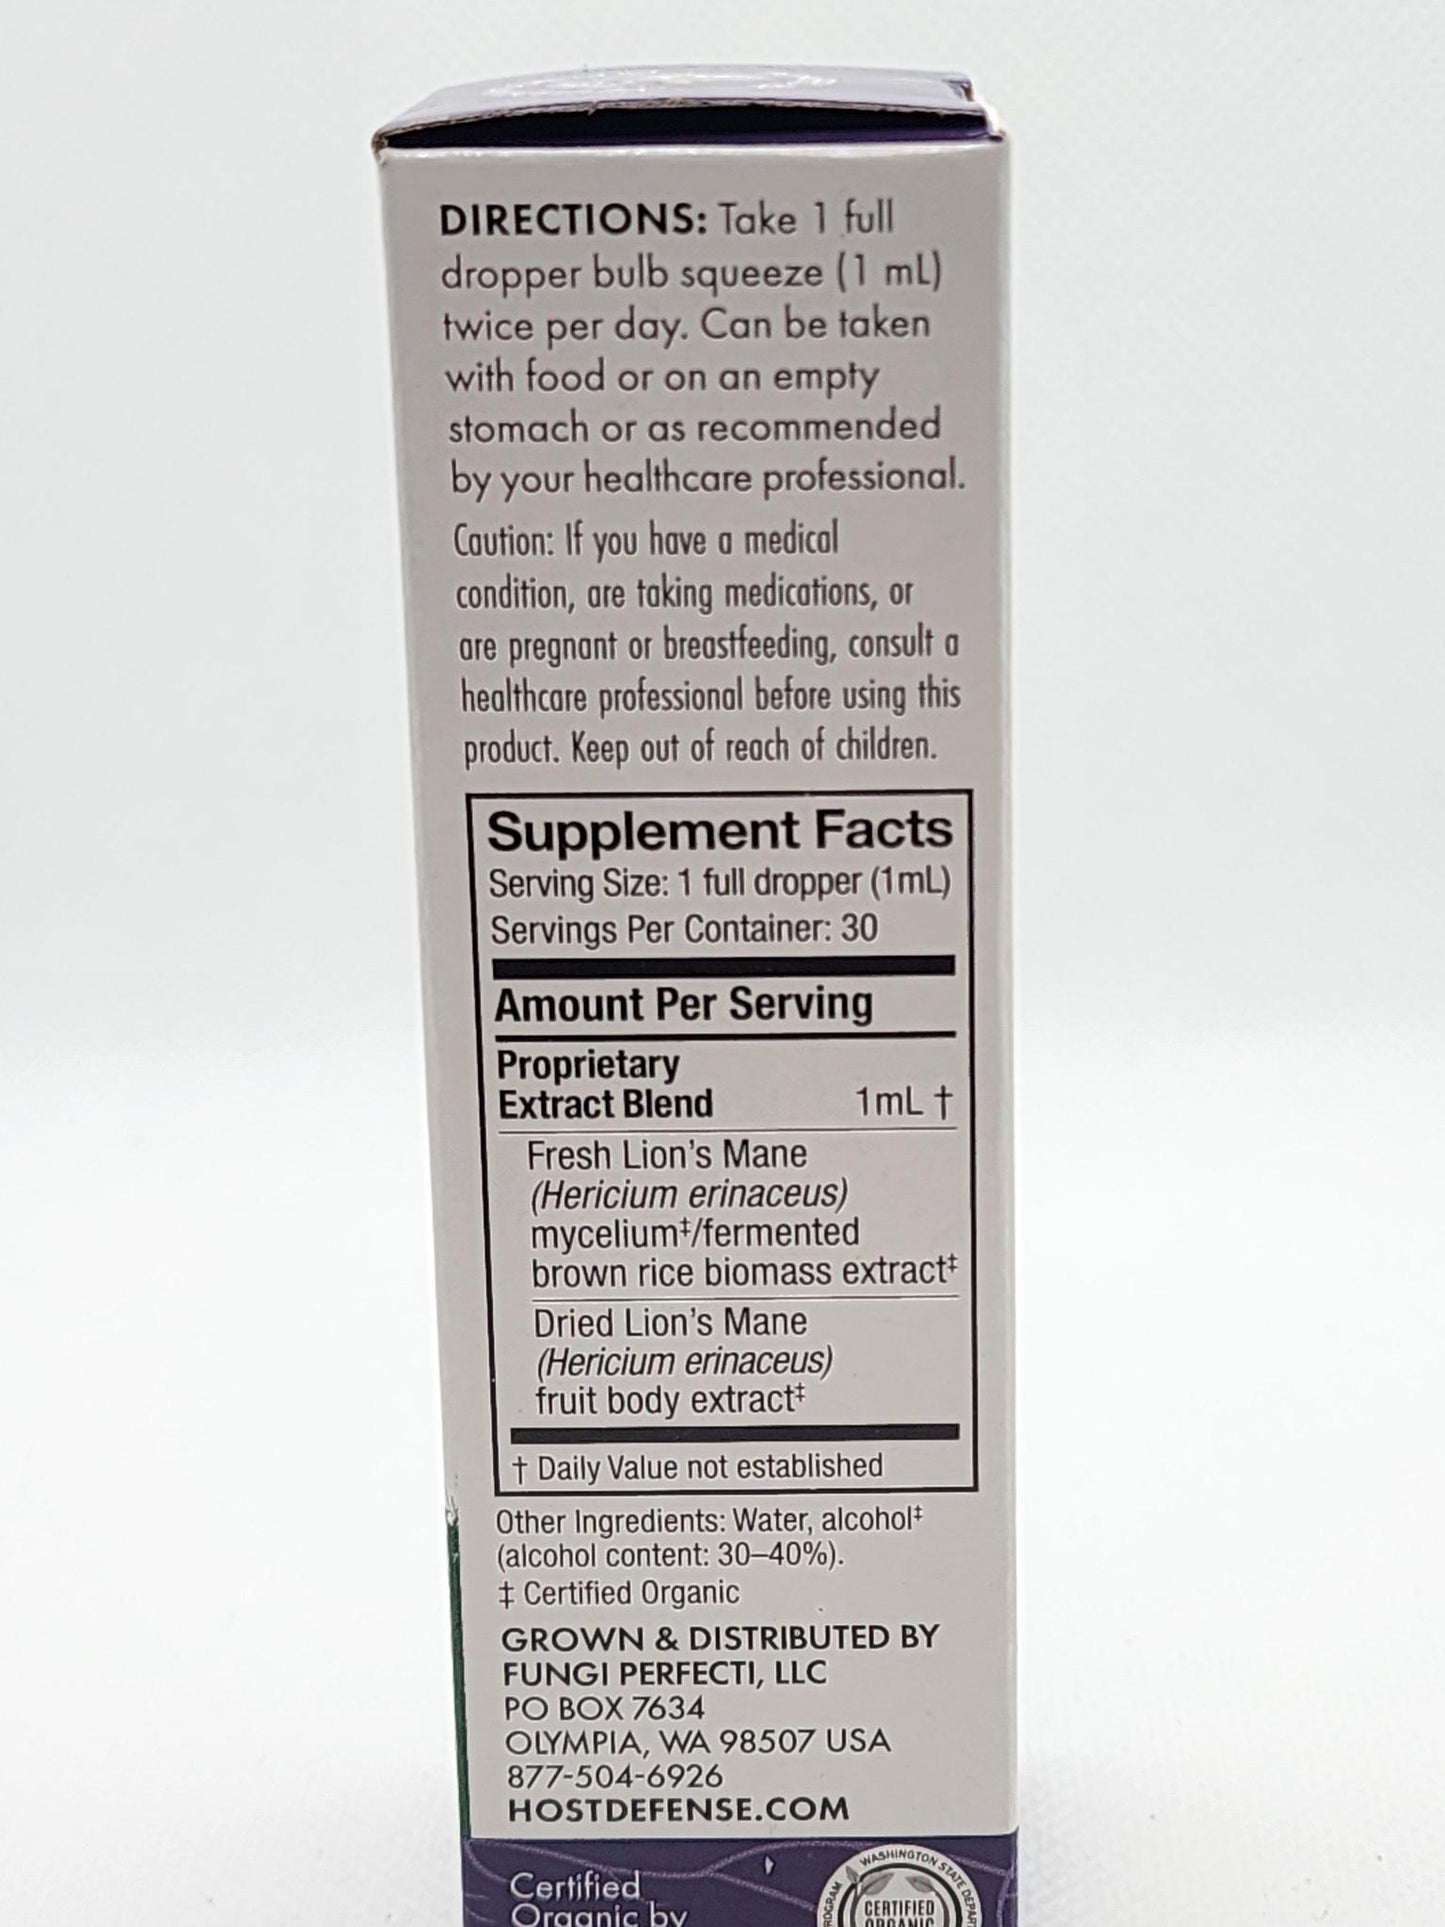 DIRECTIONS: Take 1 full
dropper bulb squeeze (1 mL)
twice per day. Can be taken
with food or on an empty
stomach or as recommended
by your healthcare professional.
Caution: If you have a medical
condition, are taking medications, or
are pregnant or breastfeeding, consult a
healthcare professional before using this
product. Keep out of reach of children.
Supplement Facts
Serving Size: 1 full dropper (1mL)
Servings Per Container: 30
Amount Per Serving
Proprietary
Extract Blend 1mL †
Fresh Lion's Mane
(Hericium erinaceus)
mycelium‡/fermented
brown rice biomass extract‡
Dried Lion's Mane
(Hericium erinaceus)
fruit body extract‡
† Daily Value not established
Other Ingredients: Water, alcohol‡
(alcohol content: 30–40%).
‡ Certified Organic
GROWN & DISTRIBUTED BY
FUNGI PERFECTI, LLC
PO BOX 7634
OLYMPIA, WA 98507 USA
877-504-6926
HOSTDEFENSE.COM
Certified
Organic by
WASHINGTON STATE
CERTIFIED
ORGANIC